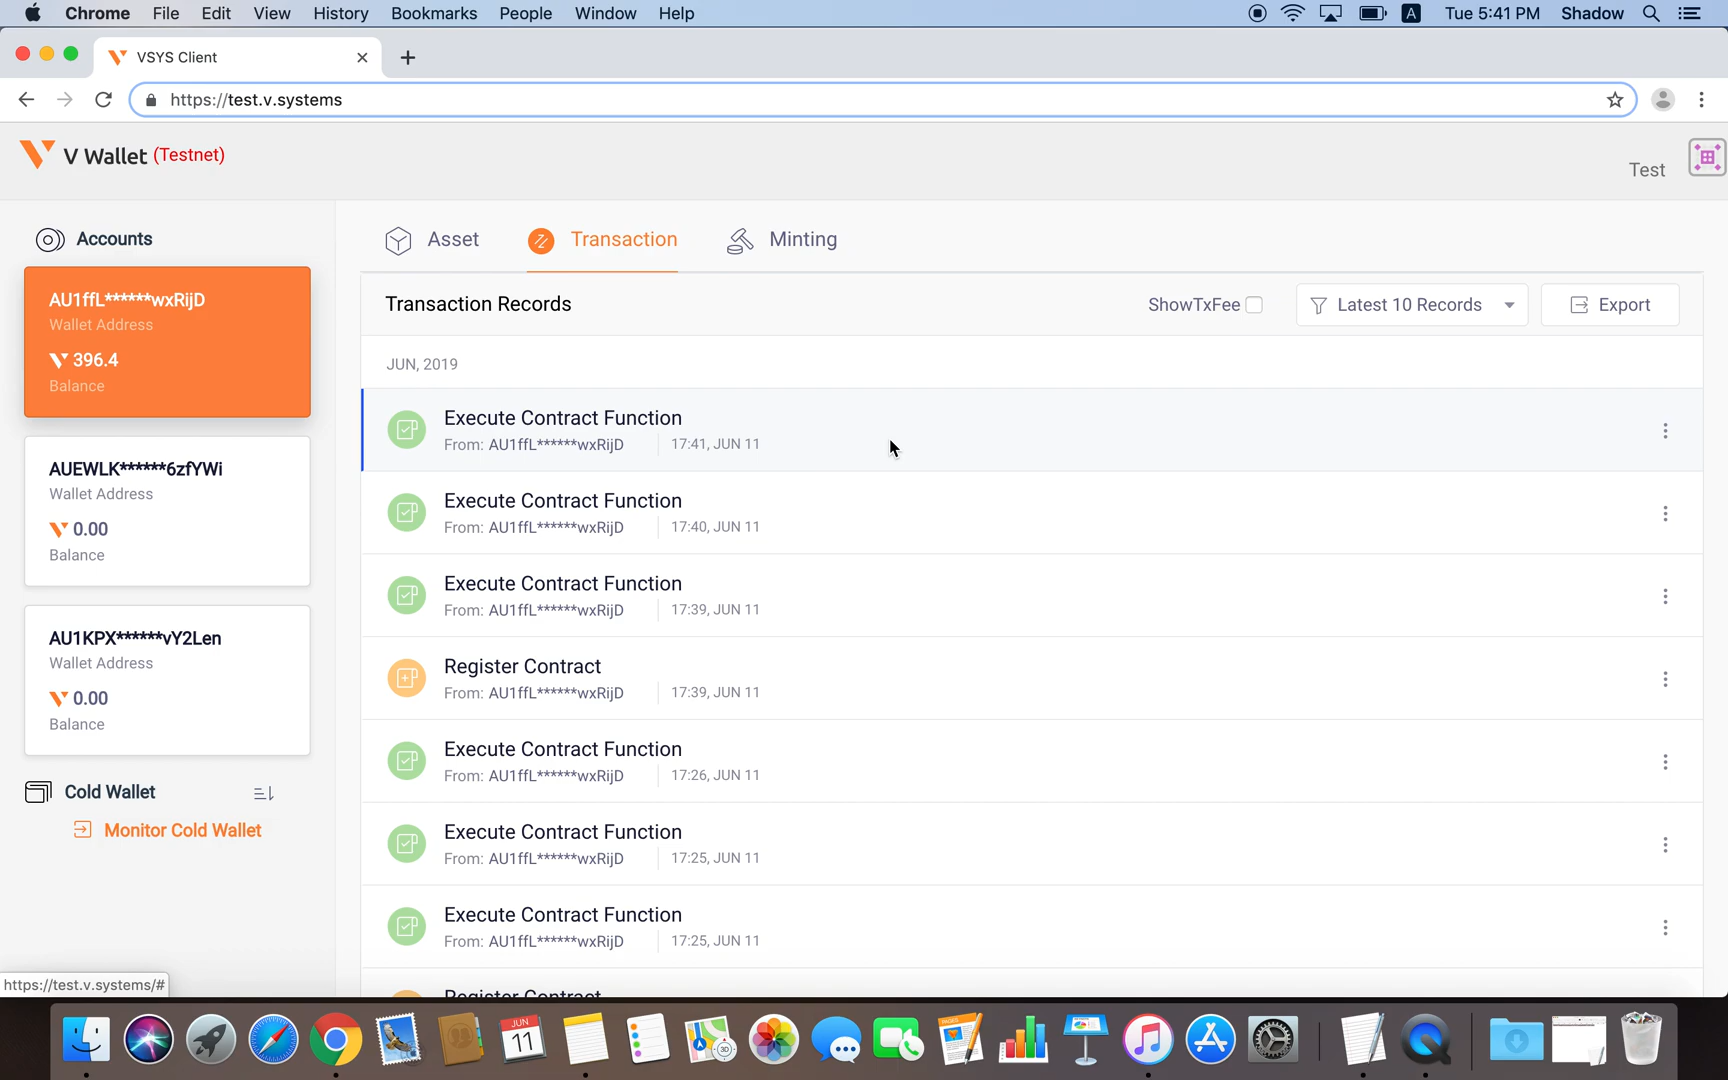 Chrome File Edit View History Bookmarks People Window Help
A Tue 5:41 PM Shadow
VSYS Client
https://test.v.systems
V Wallet (Testnet)
Test
Accounts
Asset Transaction Minting
AU1ffL******wxRijD
Wallet Address
396.4
Balance
Transaction Records
ShowTxFee Latest 10 Records Export
JUN, 2019
Execute Contract Function
From: AU1ffL******wxRijD 17:41, JUN 11
AUEWLK******6zfYWi
Wallet Address
0.00
Balance
Execute Contract Function
From: AU1ffL******wxRijD 17:40, JUN 11
Execute Contract Function
From: AU1ffL******wxRijD 17:39, JUN 11
AU1KPX******vY2Len
Wallet Address
0.00
Balance
Register Contract
From: AU1ffL******wxRijD 17:39, JUN 11
Execute Contract Function
From: AU1ffL******wxRijD 17:26, JUN 11
Cold Wallet
Monitor Cold Wallet
Execute Contract Function
From: AU1ffL******wxRijD 17:25, JUN 11
Execute Contract Function
From: AU1ffL******wxRijD 17:25, JUN 11
Register Contract
https://test.v.systems/#
JUN
11
PAGES
3D